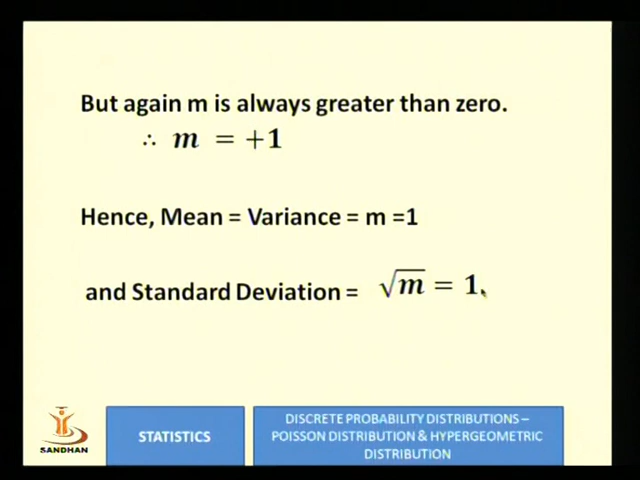 But again m is always greater than zero.
∴ m = +1
Hence, Mean = Variance = m =1
and Standard Deviation = √m = 1.
SANDHAN
STATISTICS
DISCRETE PROBABILITY DISTRIBUTIONS –
POISSON DISTRIBUTION & HYPERGEOMETRIC
DISTRIBUTION